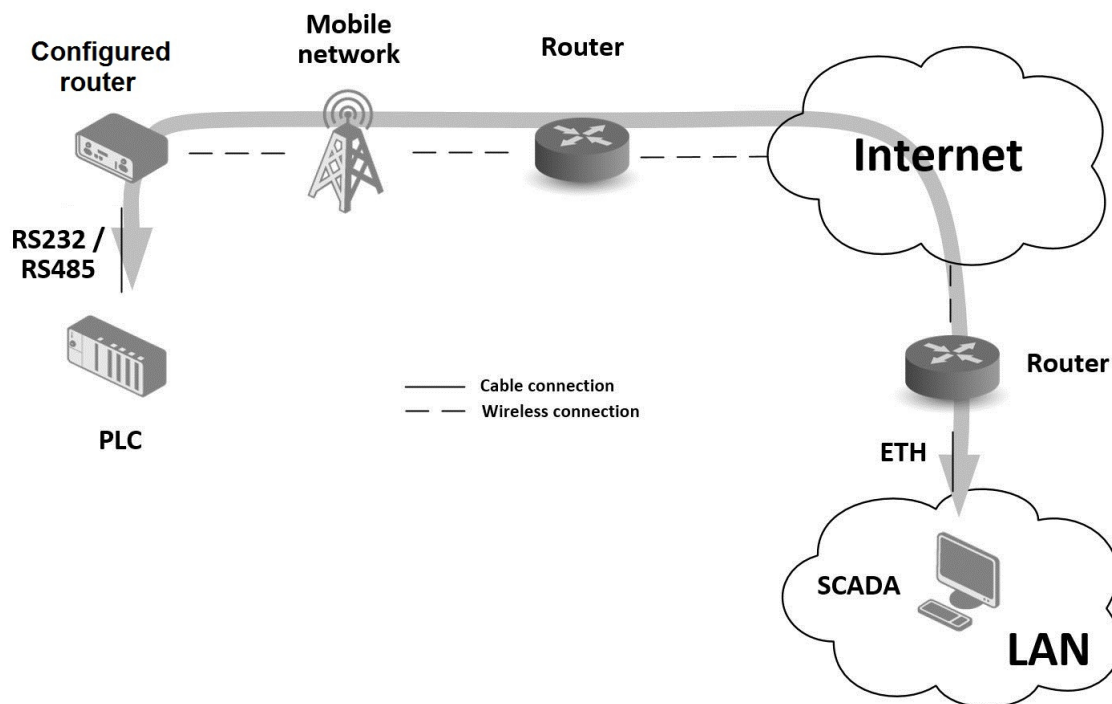 Mobile
network
Router
Configured
router
Internet
RS232 /
RS485
Router
Cable connection
Wireless connection
PLC
ETH
SCADA
LAN